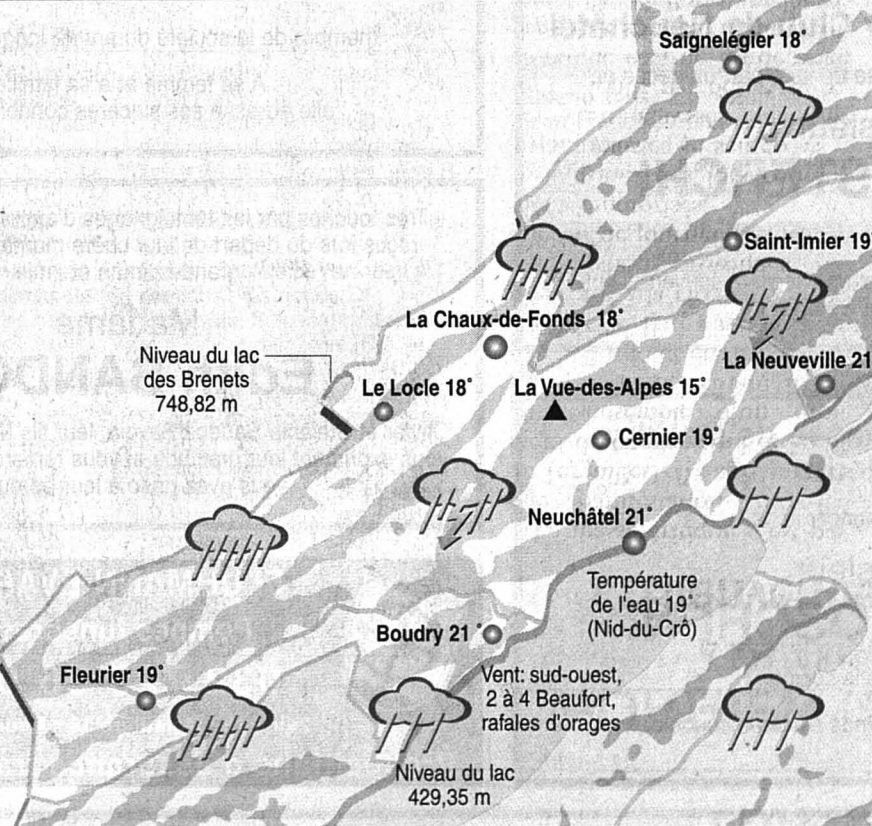 Saignelégier 18°
Saint-Imier 19°
La Chaux-de-Fonds 18°
Niveau du lac
des Brenets
748,82 m
Le Locle 18°
La Vue-des-Alpes 15°
La Neuveville 21
Cernier 19°
Neuchâtel 21°
Température
de l'eau 19°
(Nid-du-Crô)
Boudry 21 °
Fleurier 19°
Vent: sud-ouest,
2 à 4 Beaufort,
rafales d'orages
Niveau du lac
429,35 m